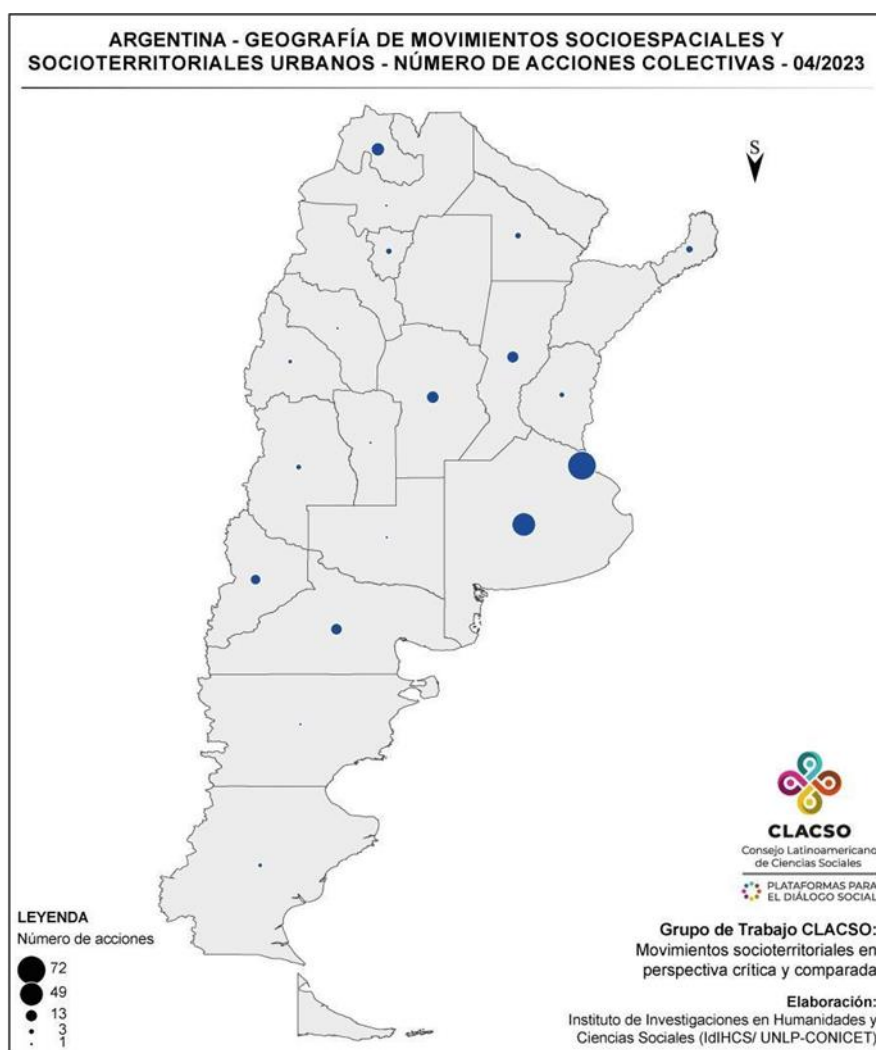 ARGENTINA - GEOGRAFÍA DE MOVIMIENTOS SOCIOESPACIALES Y
SOCIOTERRITORIALES URBANOS - NÚMERO DE ACCIONES COLECTIVAS - 04/2023
S
CLACSO
Consejo Latinoamericano
de Ciencias Sociales
PLATAFORMAS PARA
EL DIÁLOGO SOCIAL
LEYENDA
Número de acciones
72
49
13
3
1
Grupo de Trabajo CLACSO:
Movimientos socioterritoriales en
perspectiva crítica y comparada
Elaboración:
Instituto de Investigaciones en Humanidades y
Ciencias Sociales (IdIHCS/ UNLP-CONICET)